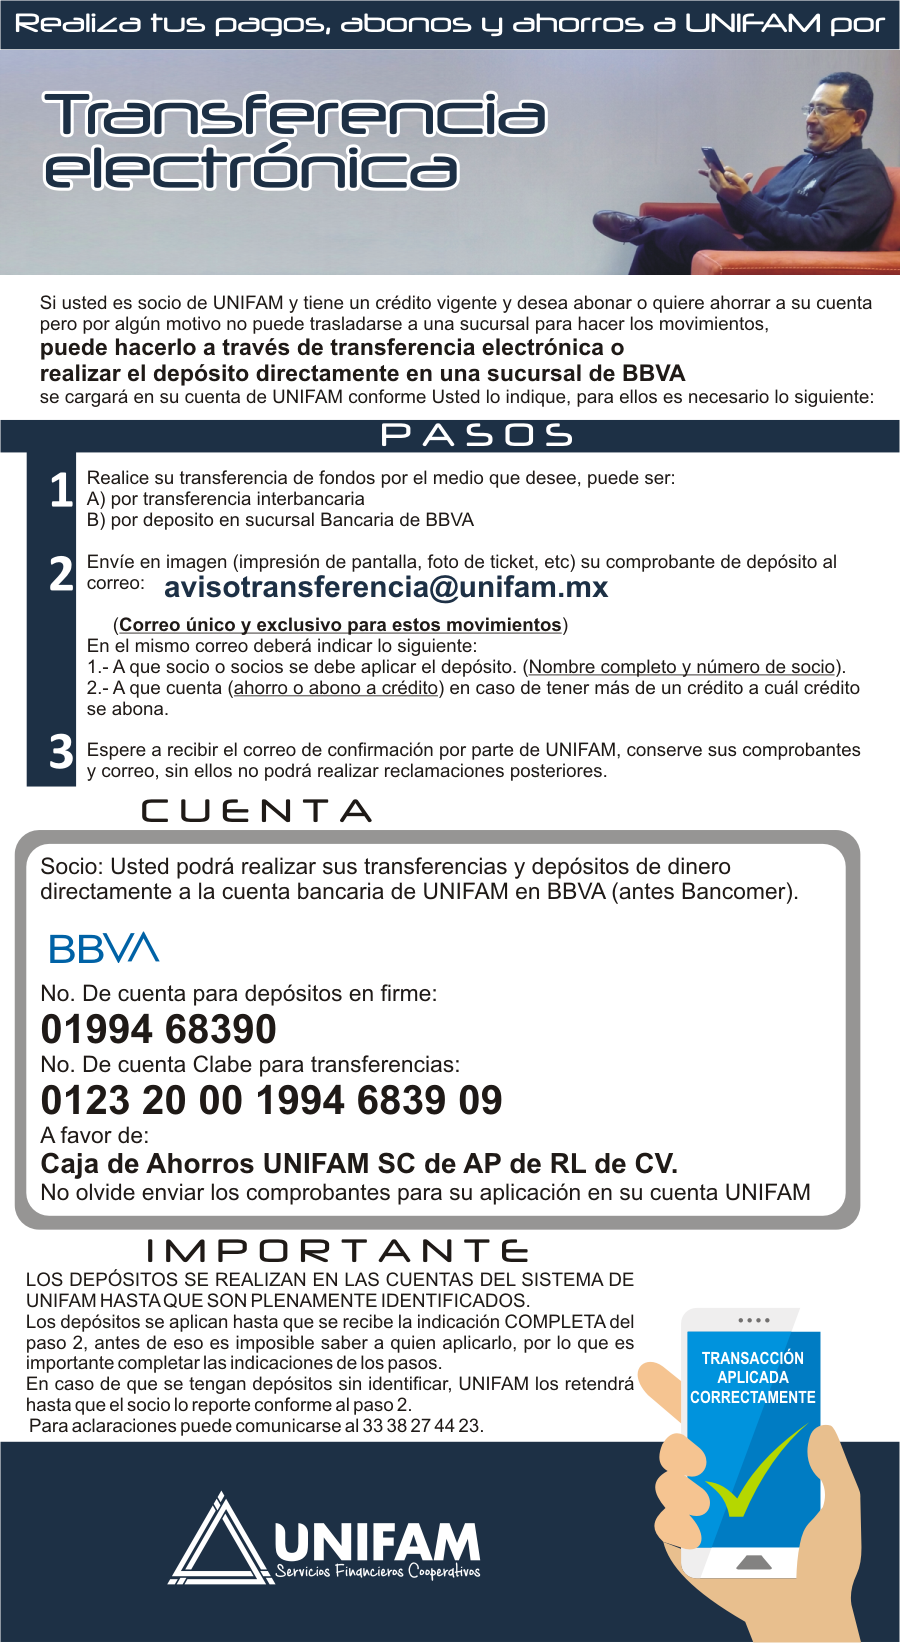 Realiza tus pagos, abonos y ahorros a UNIFAM por
Transferencia
electrónica
Si usted es socio de UNIFAM y tiene un crédito vigente y desea abonar o quiere ahorrar a su cuenta
pero por algún motivo no puede trasladarse a una sucursal para hacer los movimientos,
puede hacerlo a través de transferencia electrónica o
realizar el depósito directamente en una sucursal de BBVA
se cargará en su cuenta de UNIFAM conforme Usted lo indique, para ellos es necesario lo siguiente:
PASOS
1 Realice su transferencia de fondos por el medio que desee, puede ser:
A) por transferencia interbancaria
B) por deposito en sucursal Bancaria de BBVA
2 Envíe en imagen (impresión de pantalla, foto de ticket, etc) su comprobante de depósito al
correo: avisotransferencia@unifam.mx
(Correo único y exclusivo para estos movimientos)
En el mismo correo deberá indicar lo siguiente:
1.- A que socio o socios se debe aplicar el depósito. (Nombre completo y número de socio).
2.- A que cuenta (ahorro o abono a crédito) en caso de tener más de un crédito a cuál crédito
se abona.
3 Espere a recibir el correo de confirmación por parte de UNIFAM, conserve sus comprobantes
y correo, sin ellos no podrá realizar reclamaciones posteriores.
CUENTA
Socio: Usted podrá realizar sus transferencias y depósitos de dinero
directamente a la cuenta bancaria de UNIFAM en BBVA (antes Bancomer).
BBVA
No. De cuenta para depósitos en firme:
01994 68390
No. De cuenta Clabe para transferencias:
0123 20 00 1994 6839 09
A favor de:
Caja de Ahorros UNIFAM SC de AP de RL de CV.
No olvide enviar los comprobantes para su aplicación en su cuenta UNIFAM
IMPORTANTE
LOS DEPÓSITOS SE REALIZAN EN LAS CUENTAS DEL SISTEMA DE
UNIFAM HASTA QUE SON PLENAMENTE IDENTIFICADOS.
Los depósitos se aplican hasta que se recibe la indicación COMPLETA del
paso 2, antes de eso es imposible saber a quien aplicarlo, por lo que es
importante completar las indicaciones de los pasos.
En caso de que se tengan depósitos sin identificar, UNIFAM los retendrá
hasta que el socio lo reporte conforme al paso 2.
Para aclaraciones puede comunicarse al 33 38 27 44 23.
TRANSACCIÓN
APLICADA
CORRECTAMENTE
UNIFAM
Servicios Financieros Cooperativos